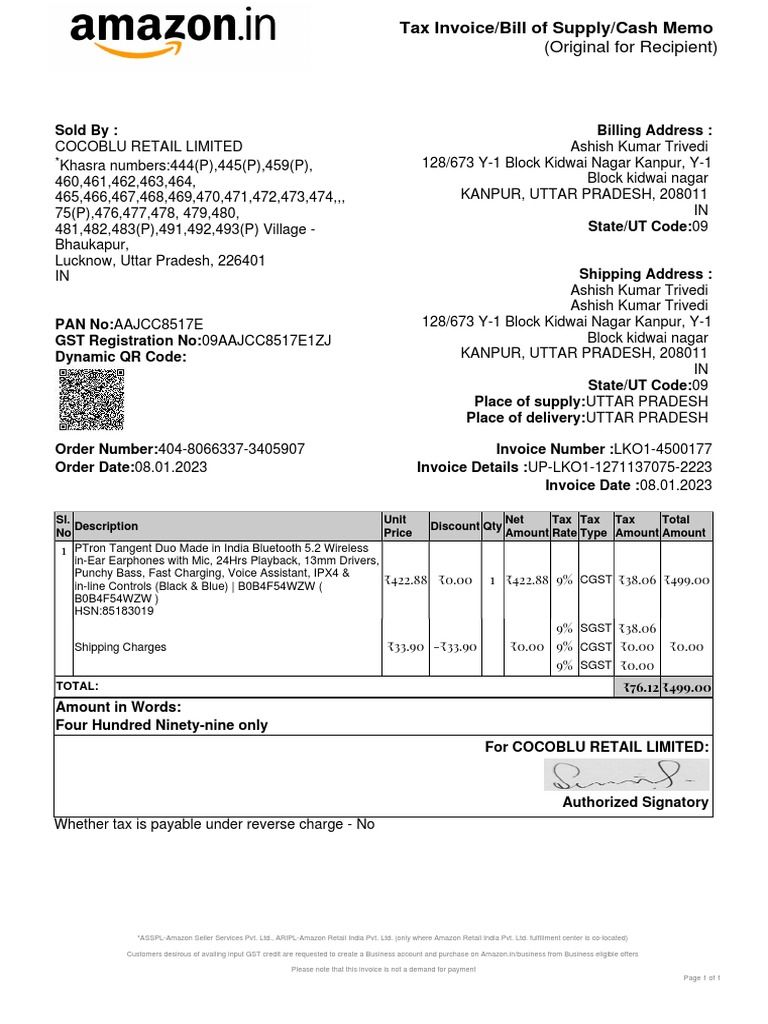 amazon.in
Tax Invoice/Bill of Supply/Cash Memo
(Original for Recipient)
Sold By :
COCOBLU RETAIL LIMITED
*Khasra numbers:444(P),445(P),459(P),
460,461,462,463,464,
465,466,467,468,469,470,471,472,473,474,,,
75(P),476,477,478, 479,480,
481,482,483(P),491,492,493(P) Village -
Bhaukapur,
Lucknow, Uttar Pradesh, 226401
IN
Billing Address :
Ashish Kumar Trivedi
128/673 Y-1 Block Kidwai Nagar Kanpur, Y-1
Block kidwai nagar
KANPUR, UTTAR PRADESH, 208011
IN
State/UT Code:09
PAN No:AAJCC8517E
GST Registration No:09AAJCC8517E1ZJ
Dynamic QR Code:
Shipping Address :
Ashish Kumar Trivedi
Ashish Kumar Trivedi
128/673 Y-1 Block Kidwai Nagar Kanpur, Y-1
Block kidwai nagar
KANPUR, UTTAR PRADESH, 208011
IN
State/UT Code:09
Place of supply:UTTAR PRADESH
Place of delivery:UTTAR PRADESH
Order Number:404-8066337-3405907
Order Date:08.01.2023
Invoice Number :LKO1-4500177
Invoice Details :UP-LKO1-1271137075-2223
Invoice Date :08.01.2023
Sl. No Description Unit Price Discount Qty Net Amount Tax Rate Tax Type Tax Amount Total Amount
1 PTron Tangent Duo Made in India Bluetooth 5.2 Wireless
in-Ear Earphones with Mic, 24Hrs Playback, 13mm Drivers,
Punchy Bass, Fast Charging, Voice Assistant, IPX4 &
in-line Controls (Black & Blue) | B0B4F54WZW (
B0B4F54WZW )
HSN:85183019
₹422.88 ₹0.00 1 ₹422.88 9% CGST ₹38.06 ₹499.00
9% SGST ₹38.06
Shipping Charges ₹33.90 -₹33.90 ₹0.00 9% CGST ₹0.00 ₹0.00
9% SGST ₹0.00
TOTAL: ₹76.12 ₹499.00
Amount in Words:
Four Hundred Ninety-nine only
For COCOBLU RETAIL LIMITED:
Authorized Signatory
Whether tax is payable under reverse charge - No
*ASSPL-Amazon Seller Services Pvt. Ltd., ARIPL-Amazon Retail India Pvt. Ltd. (only where Amazon Retail India Pvt. Ltd. fulfillment center is co-located)
Customers desirous of availing input GST credit are requested to create a Business account and purchase on Amazon.in/business from Business eligible offers
Please note that this invoice is not a demand for payment
Page 1 of 1